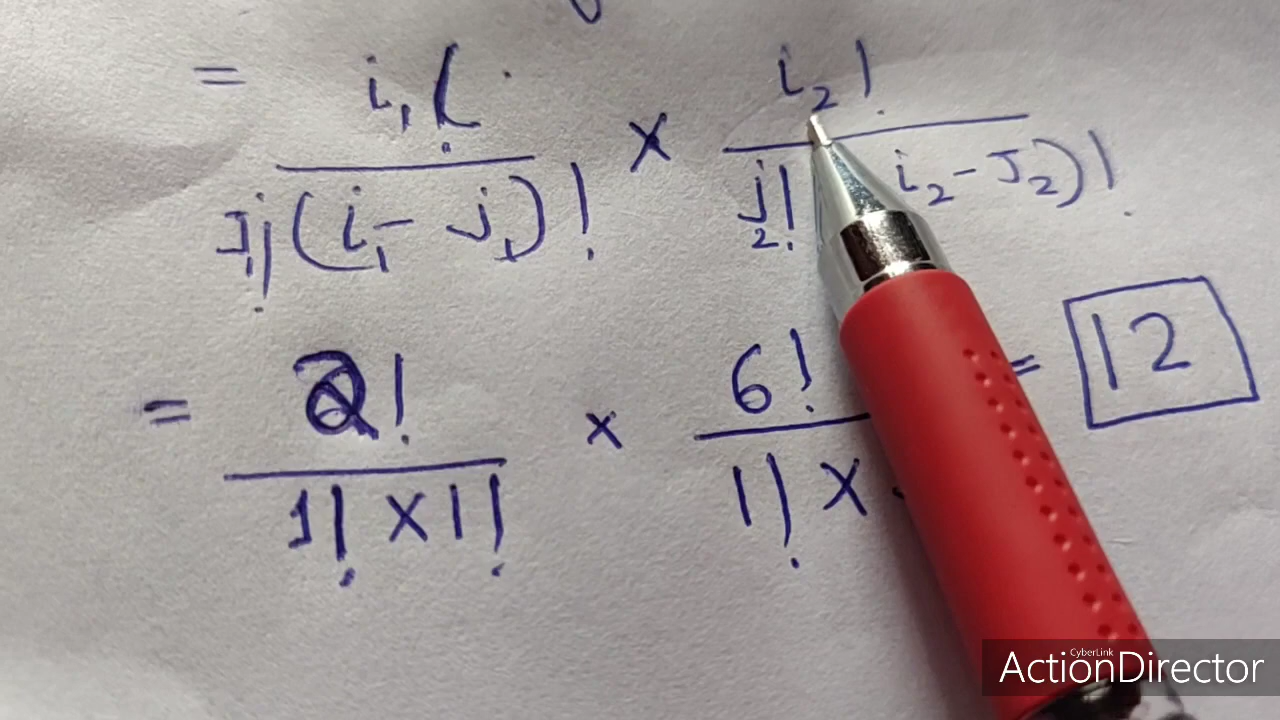 = i₁! / J₁!(i₁ - j₁)! × i₂! / j₂! i₂ - J₂)!
= 2! / 1! × 1! × 6! / 1! × = 12
CyberLink
ActionDirector